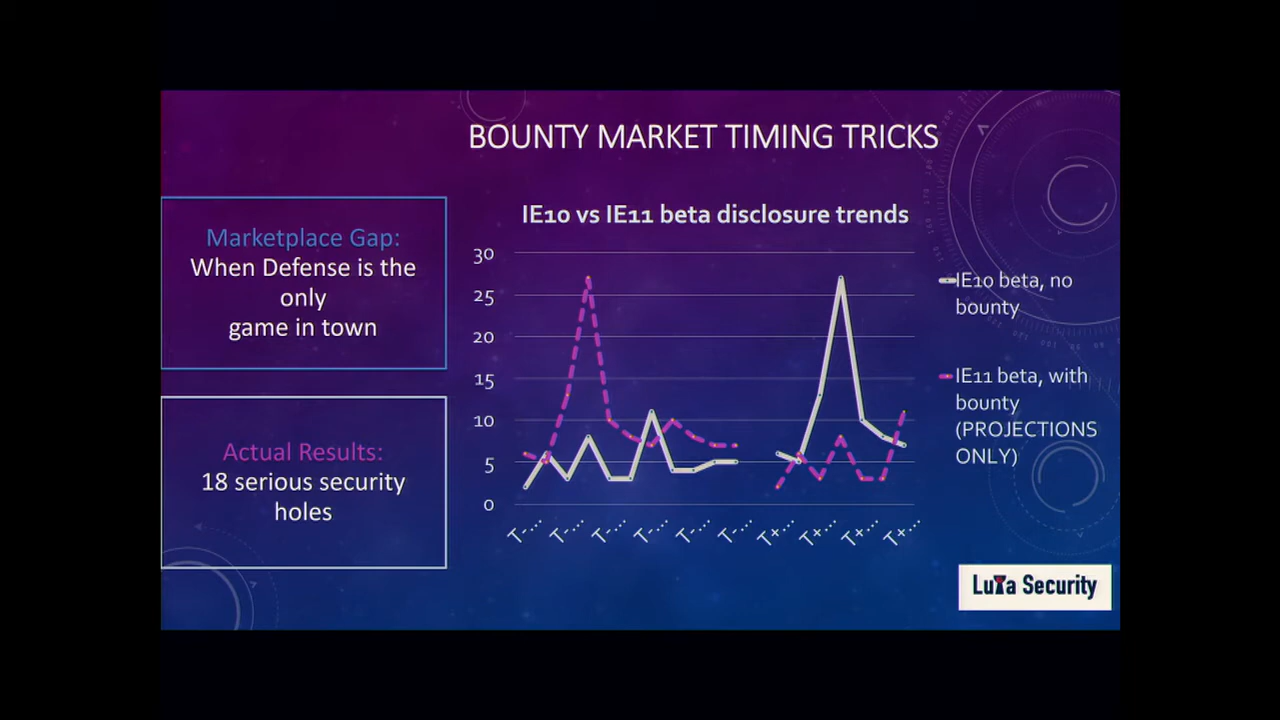 BOUNTY MARKET TIMING TRICKS
Marketplace Gap:
When Defense is the
only
game in town
Actual Results:
18 serious security
holes
IE10 vs IE11 beta disclosure trends
30
25
20
15
10
5
0
T-...
T-...
T-...
T-...
T-...
T-...
T+...
T+...
T+...
T+...
IE10 beta, no
bounty
IE11 beta, with
bounty
(PROJECTIONS
ONLY)
Luta Security